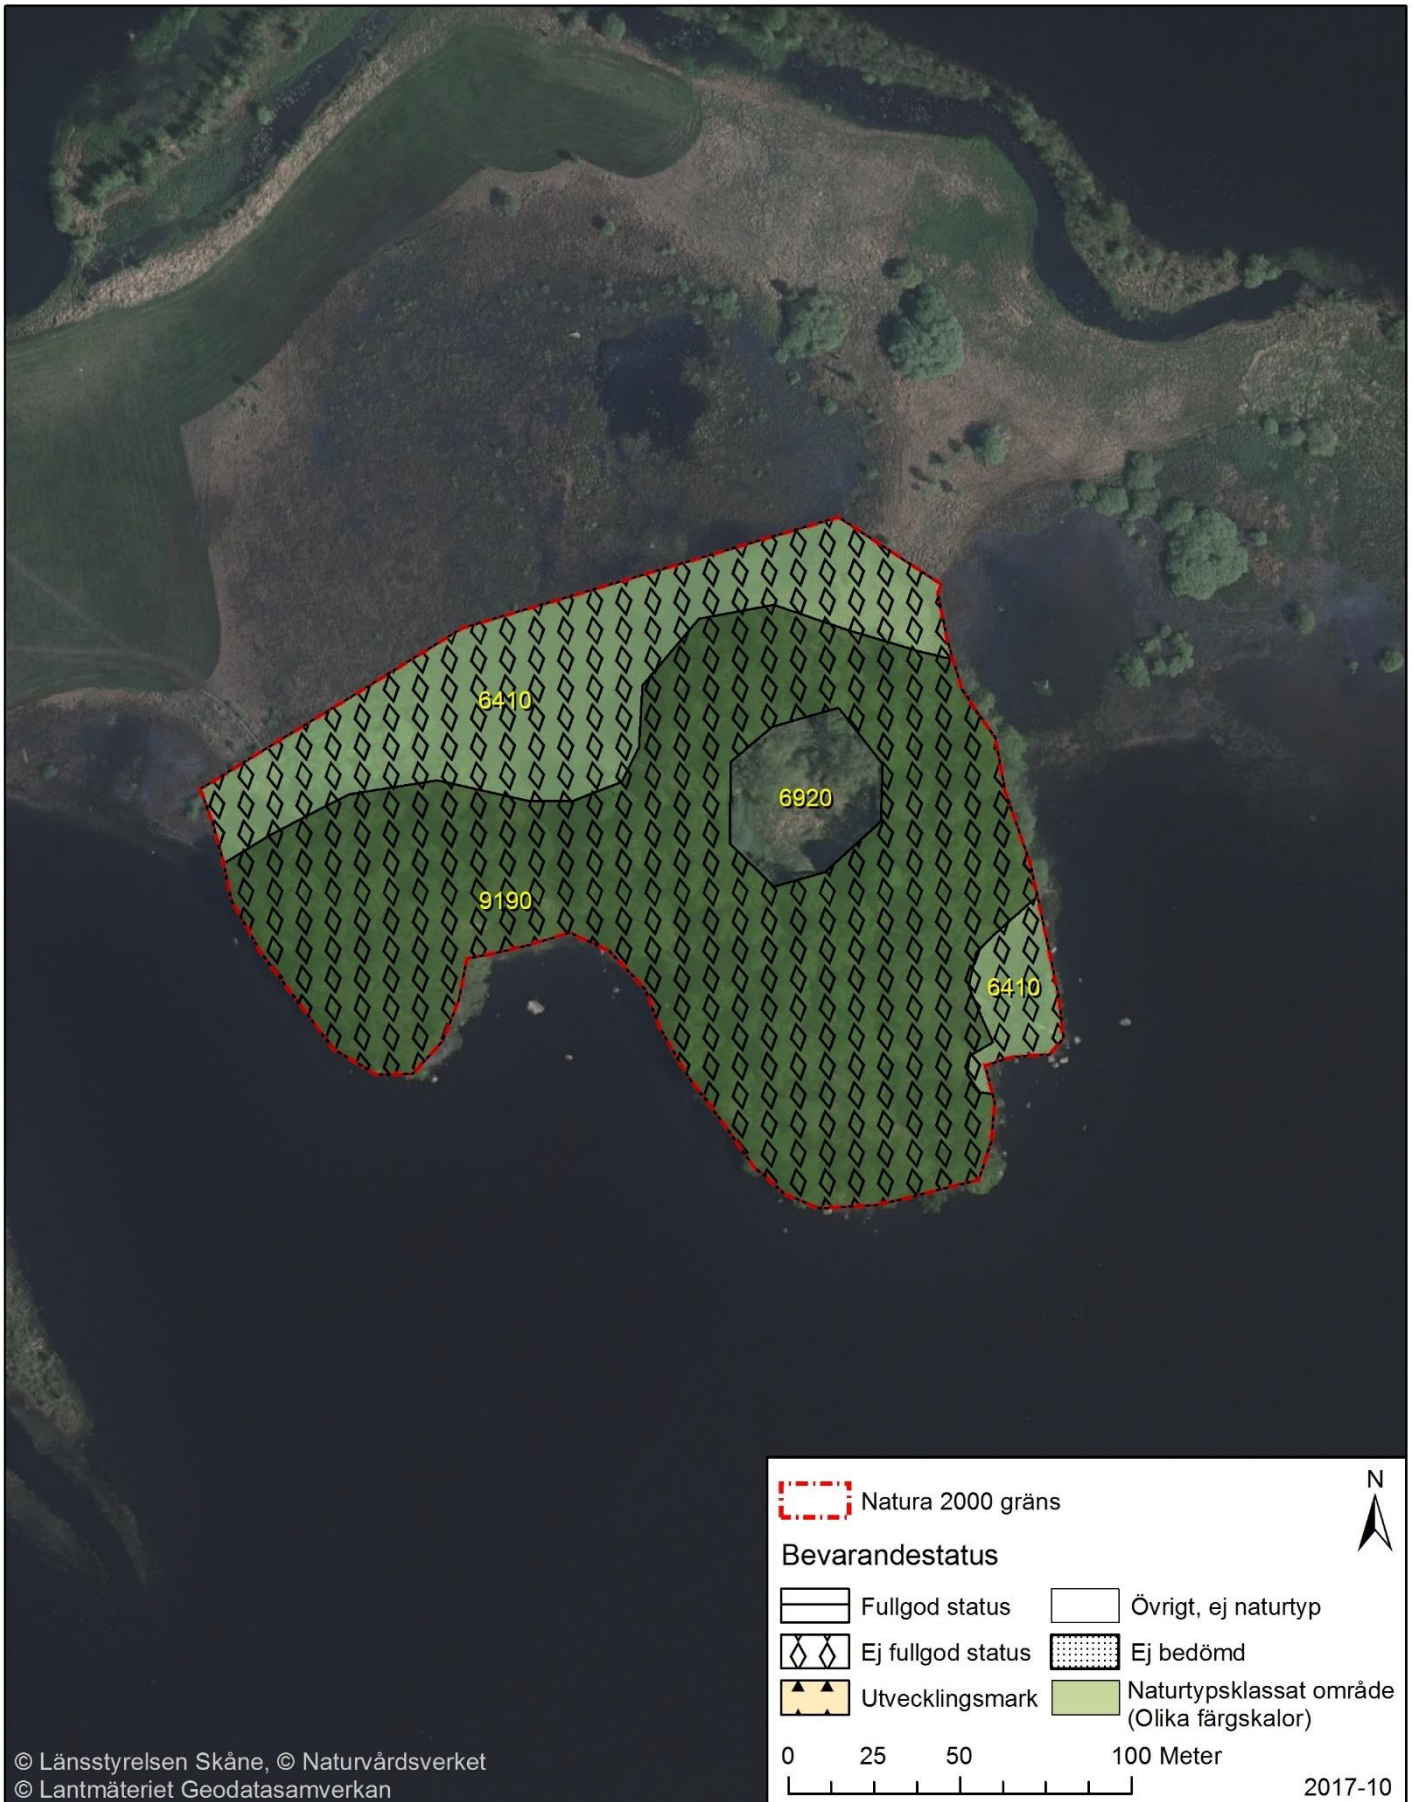 6410
6920
9190
6410
N
Natura 2000 gräns
Bevarandestatus
Fullgod status
Övrigt, ej naturtyp
Ej fullgod status
Ej bedömd
Utvecklingsmark
Naturtypsklassat område
(Olika färgskalor)
0 25 50 100 Meter
2017-10
© Länsstyrelsen Skåne, © Naturvårdsverket
© Lantmäteriet Geodatasamverkan